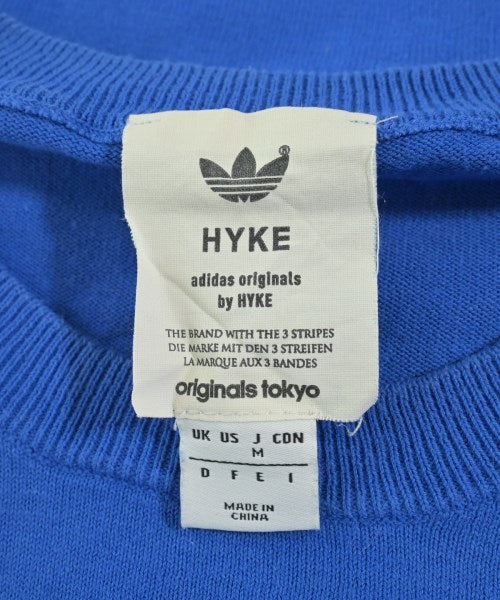 ®
HYKE
adidas originals
by HYKE
THE BRAND WITH THE 3 STRIPES
DIE MARKE MIT DEN 3 STREIFEN
LA MARQUE AUX 3 BANDES
originals tokyo
UK US J CDN
M
D F E I
MADE IN
CHINA